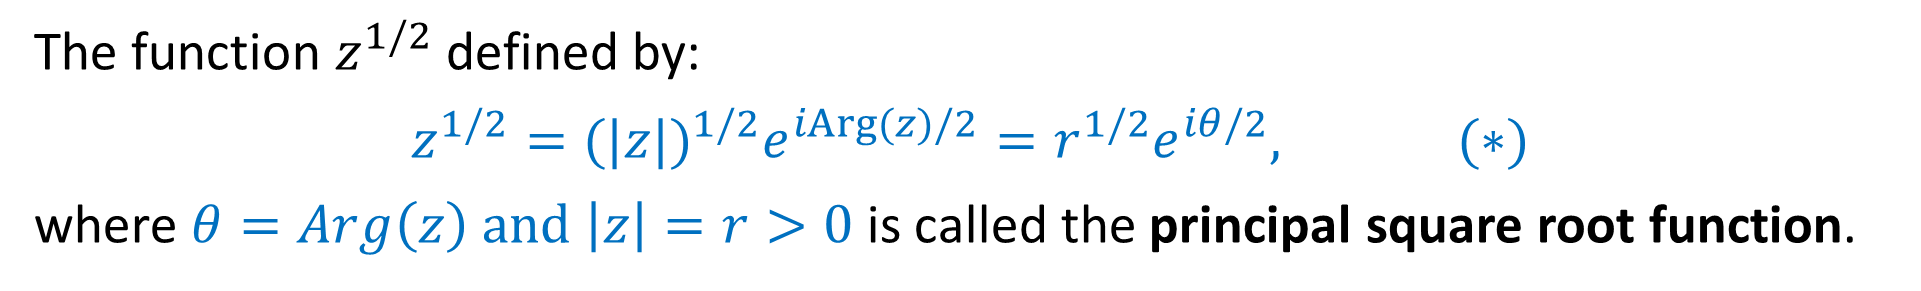 The function 𝑧^{1/2} defined by:
𝑧^{1/2} = (|𝑧|)^{1/2}𝑒^{𝑖Arg(𝑧)/2} = 𝑟^{1/2}𝑒^{𝑖𝜃/2}, (∗)
where 𝜃 = 𝐴𝑟𝑔(𝑧) and |𝑧| = 𝑟 > 0 is called the principal square root function.